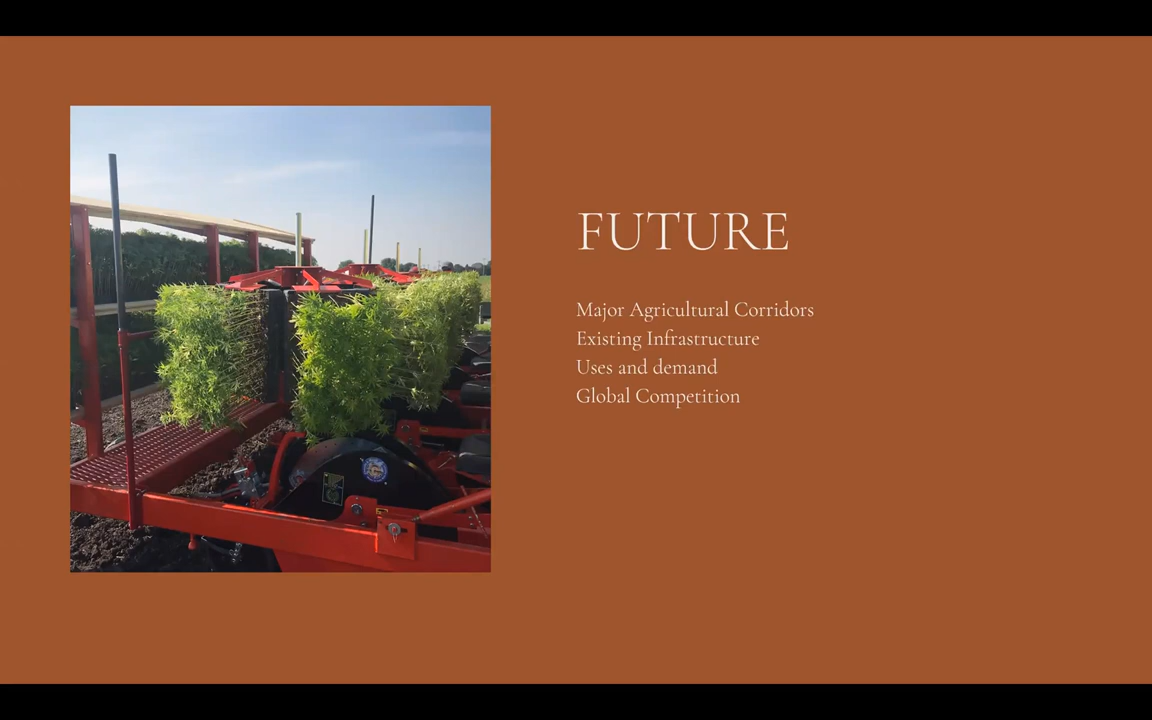 FUTURE
Major Agricultural Corridors
Existing Infrastructure
Uses and demand
Global Competition